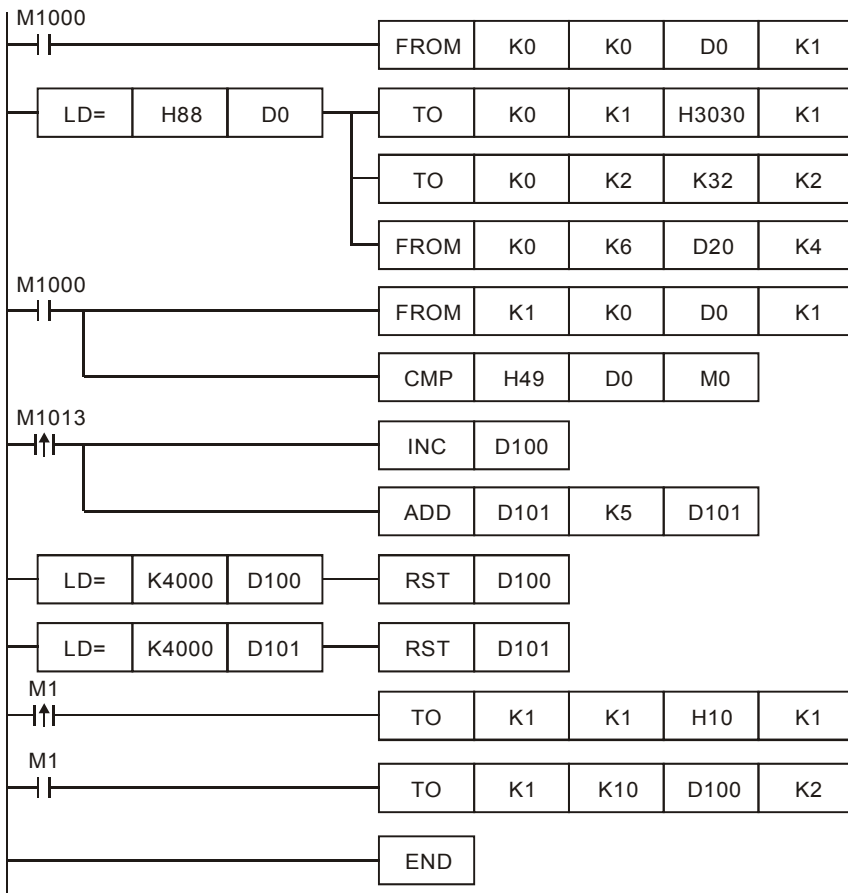 M1000
FROM K0 K0 D0 K1
LD= H88 D0 TO K0 K1 H3030 K1
TO K0 K2 K32 K2
FROM K0 K6 D20 K4
M1000
FROM K1 K0 D0 K1
CMP H49 D0 M0
M1013
INC D100
ADD D101 K5 D101
LD= K4000 D100 RST D100
LD= K4000 D101 RST D101
M1
TO K1 K1 H10 K1
M1
TO K1 K10 D100 K2
END